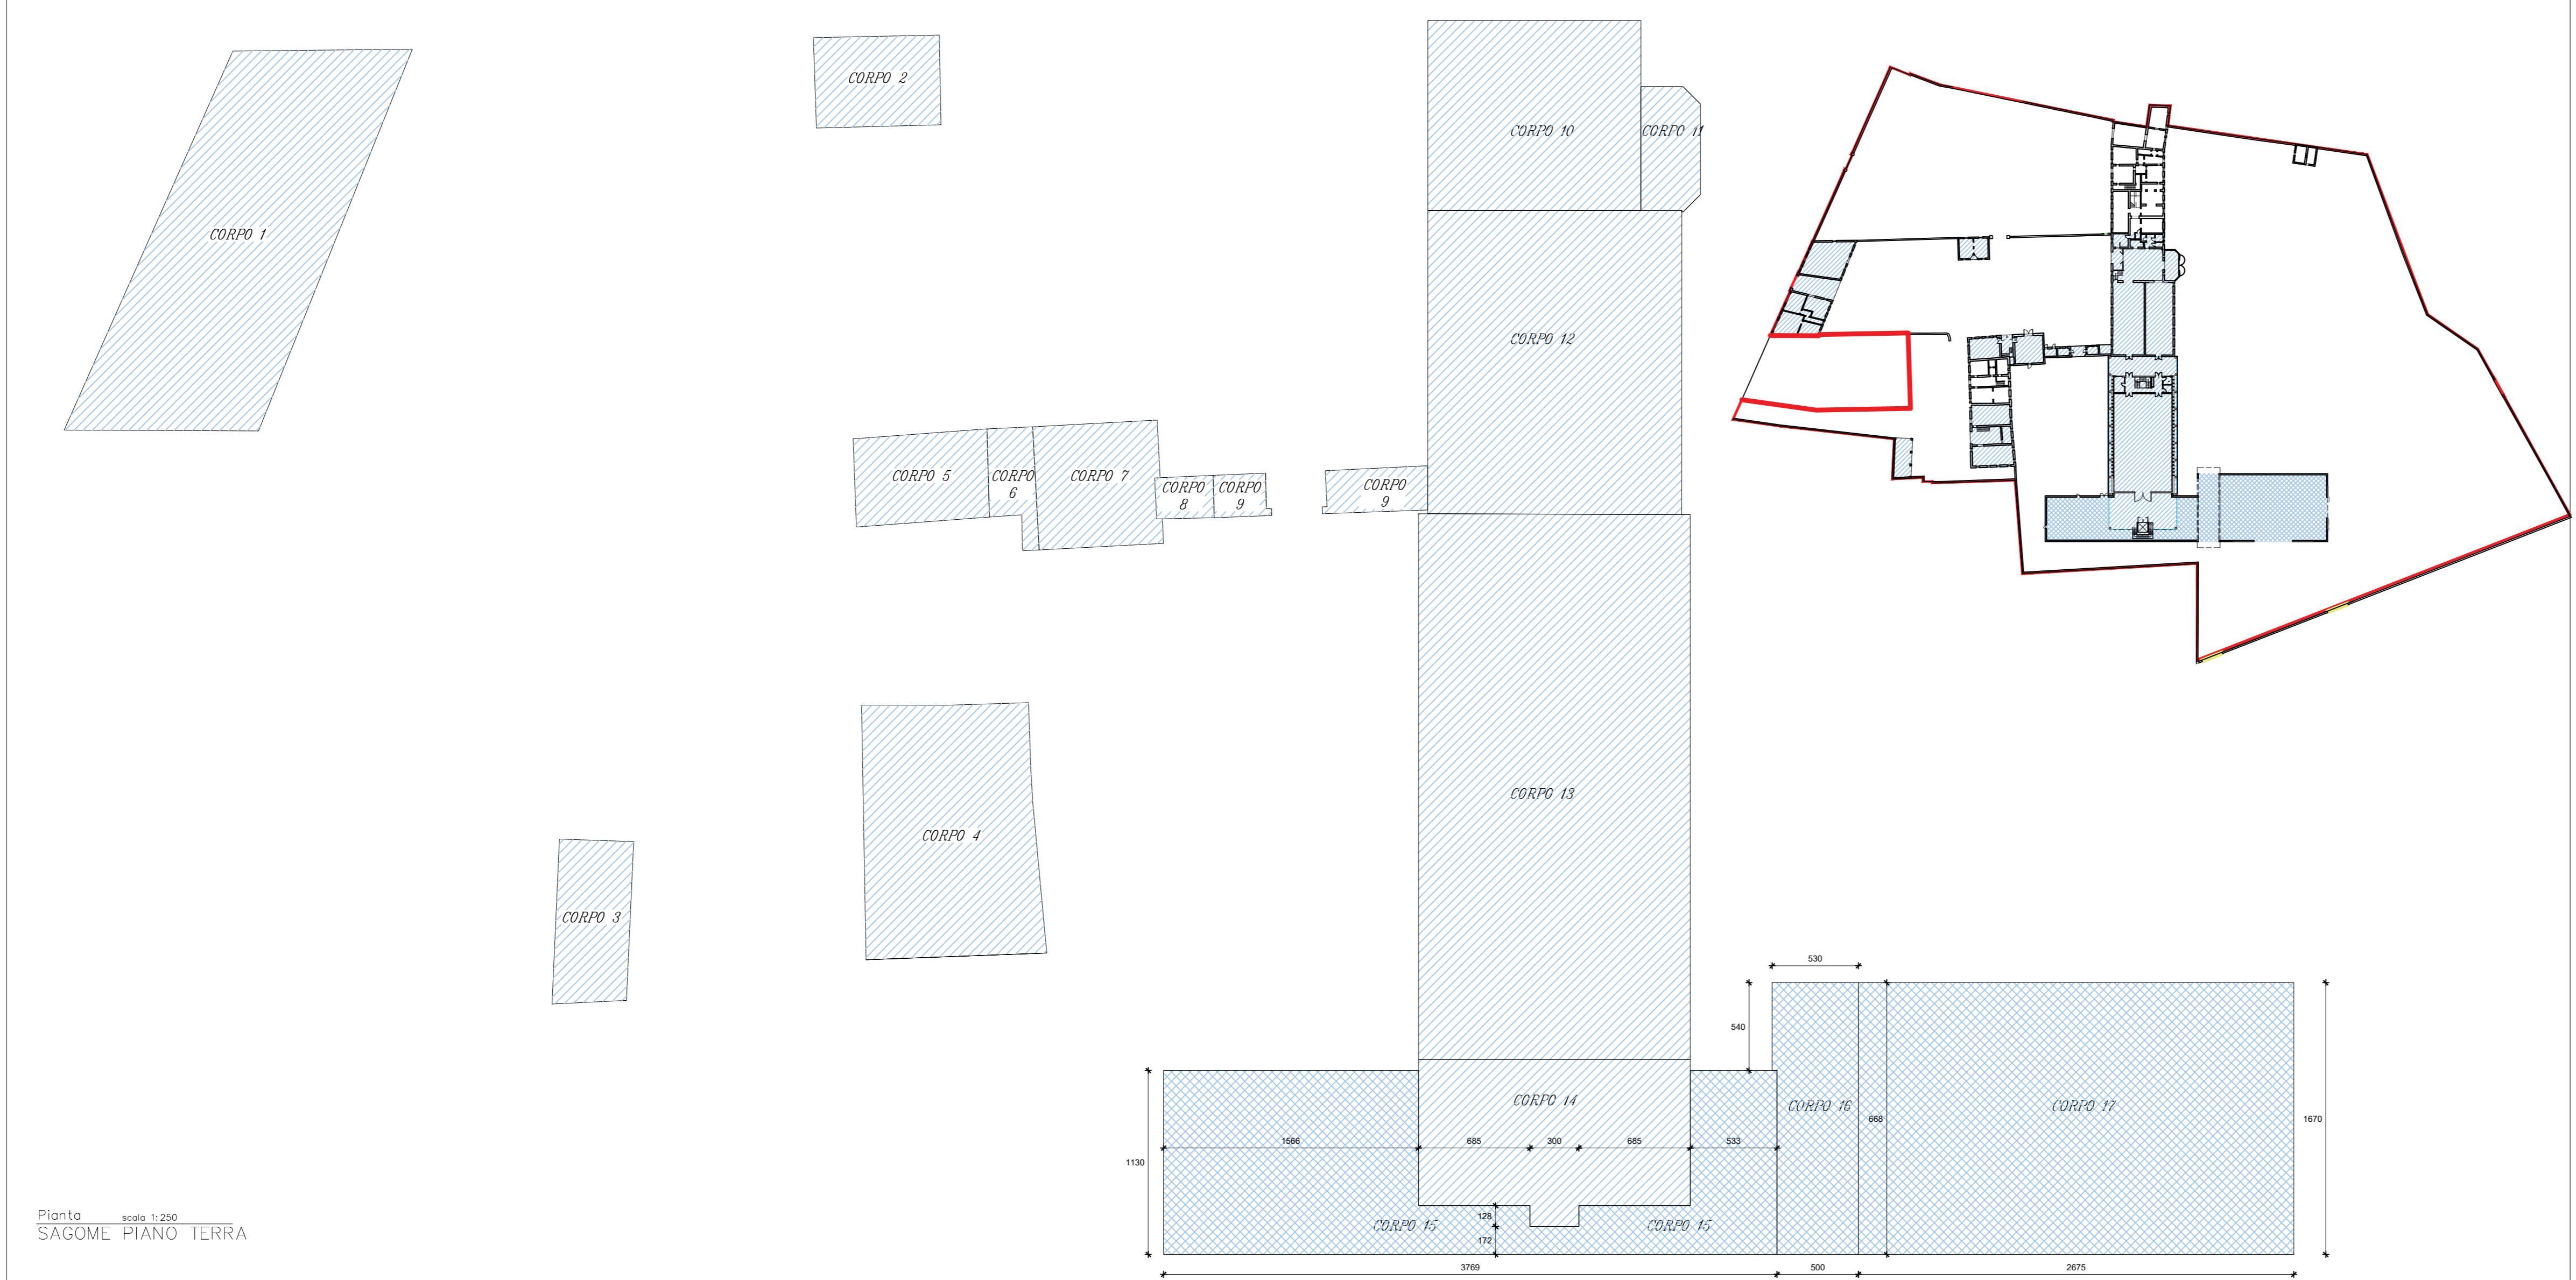 CORPO 1
CORPO 2
CORPO 10
CORPO 11
CORPO 12
CORPO 5
CORPO
6
CORPO 7
CORPO
8
CORPO
9
CORPO
9
CORPO 13
CORPO 4
CORPO 3
530
540
CORPO 14
CORPO 16
668
CORPO 17
1670
1566
685
300
685
533
1130
128
172
CORPO 15
CORPO 15
3769
500
2675
Pianta scala 1:250
SAGOME PIANO TERRA